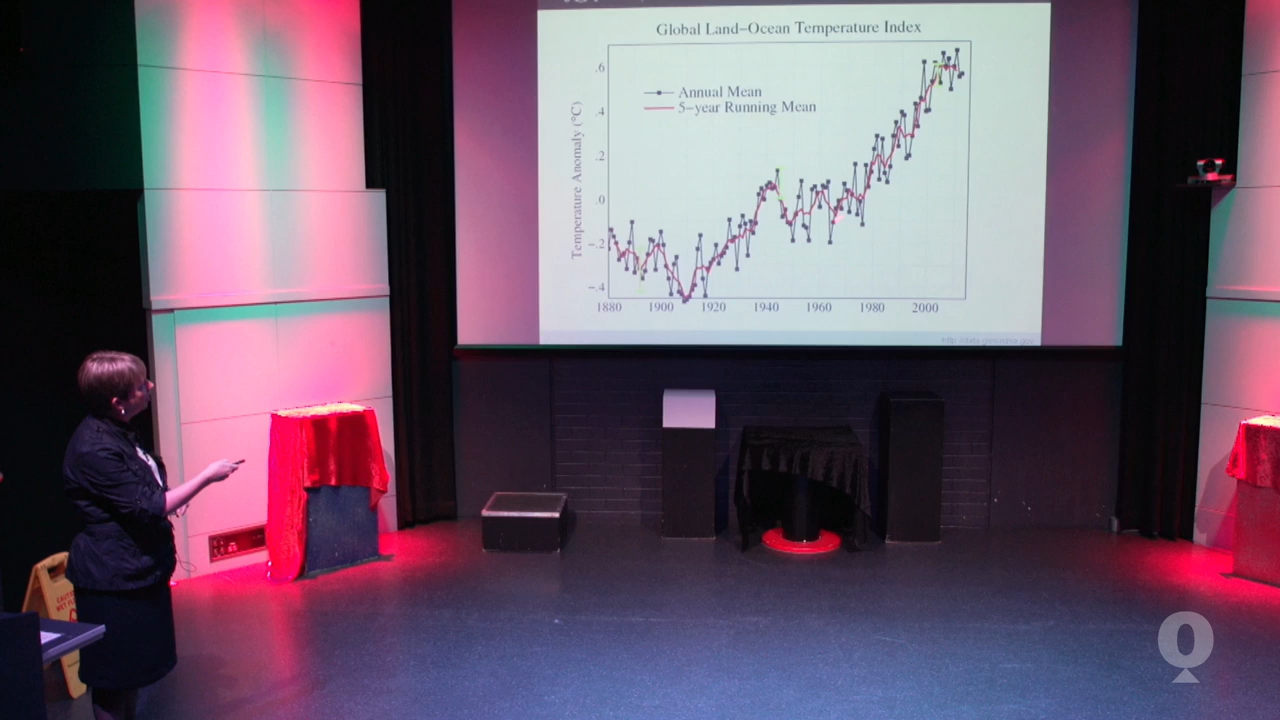 Global Land-Ocean Temperature Index
Annual Mean
5-year Running Mean
Temperature Anomaly (°C)
.6
.4
.2
.0
-.2
-.4
1880 1900 1920 1940 1960 1980 2000
CAUTION
Q